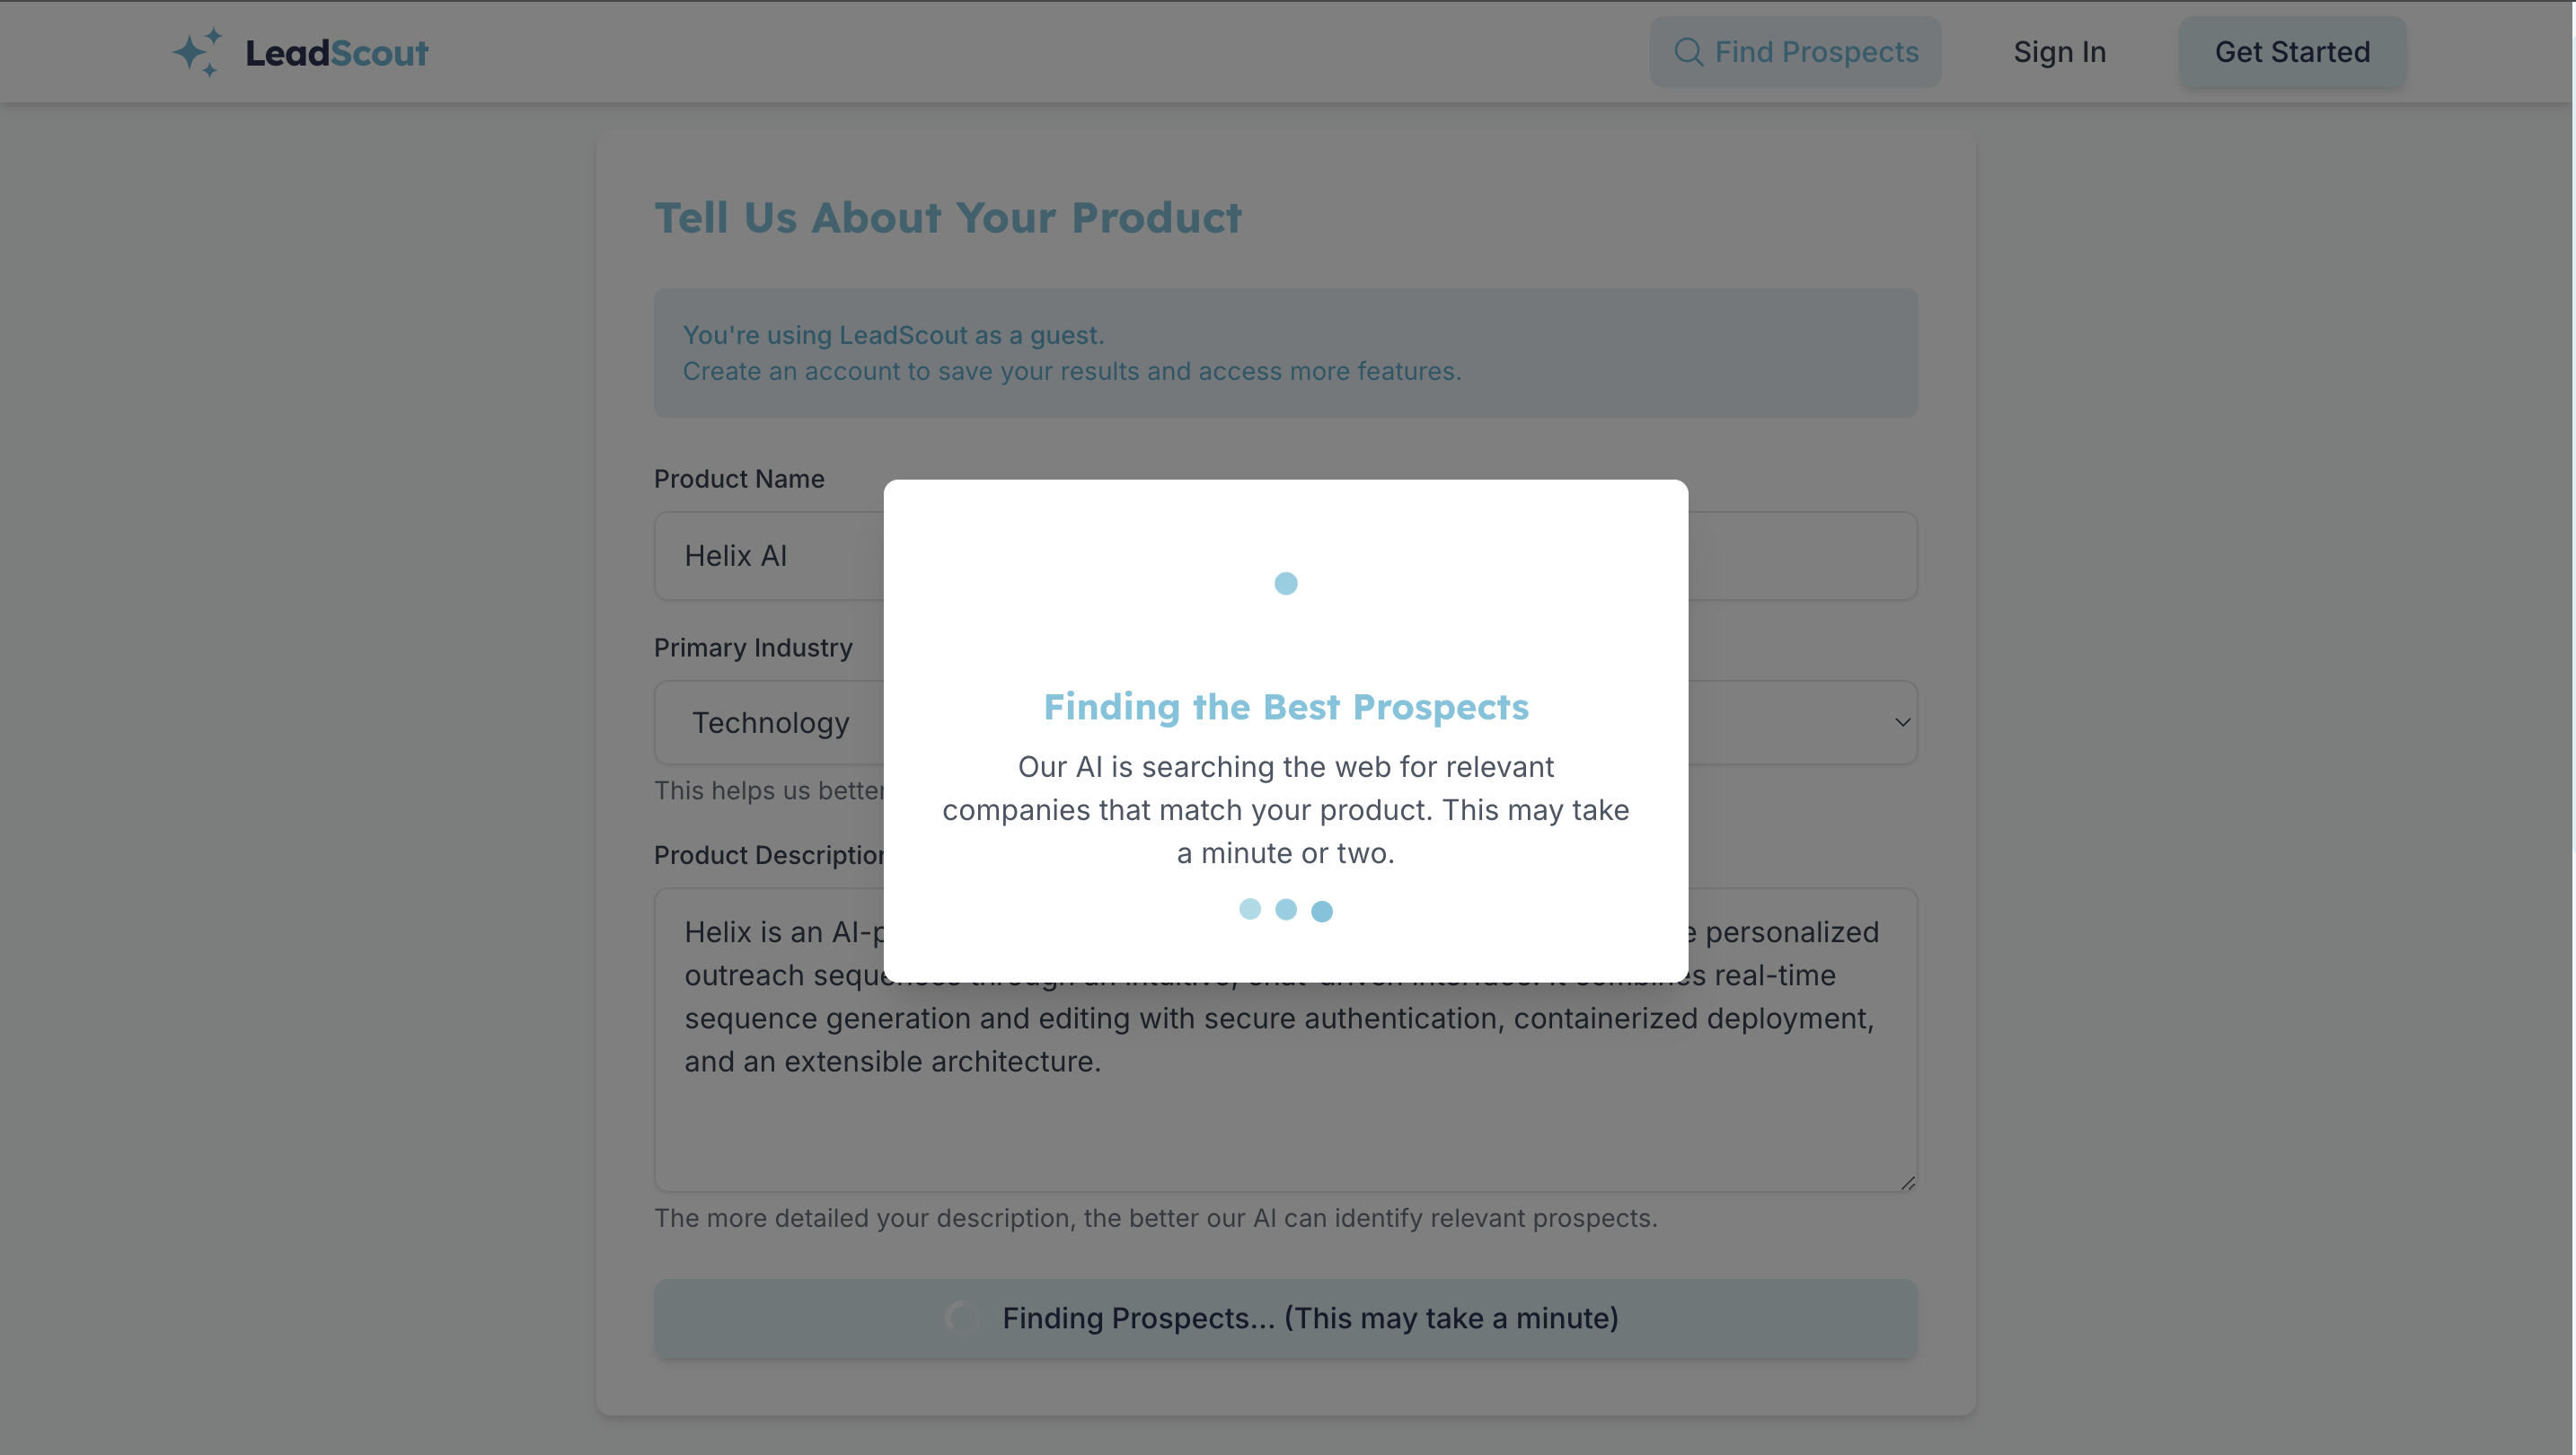 LeadScout
Find Prospects
Sign In
Get Started
Tell Us About Your Product
You're using LeadScout as a guest.
Create an account to save your results and access more features.
Product Name
Helix AI
Primary Industry
Technology
This helps us better
Product Description
Helix is an personalized
outreach real-time
sequence generation and editing with secure authentication, containerized deployment,
and an extensible architecture.
The more detailed your description, the better our AI can identify relevant prospects.
Finding Prospects... (This may take a minute)
Finding the Best Prospects
Our AI is searching the web for relevant
companies that match your product. This may take
a minute or two.